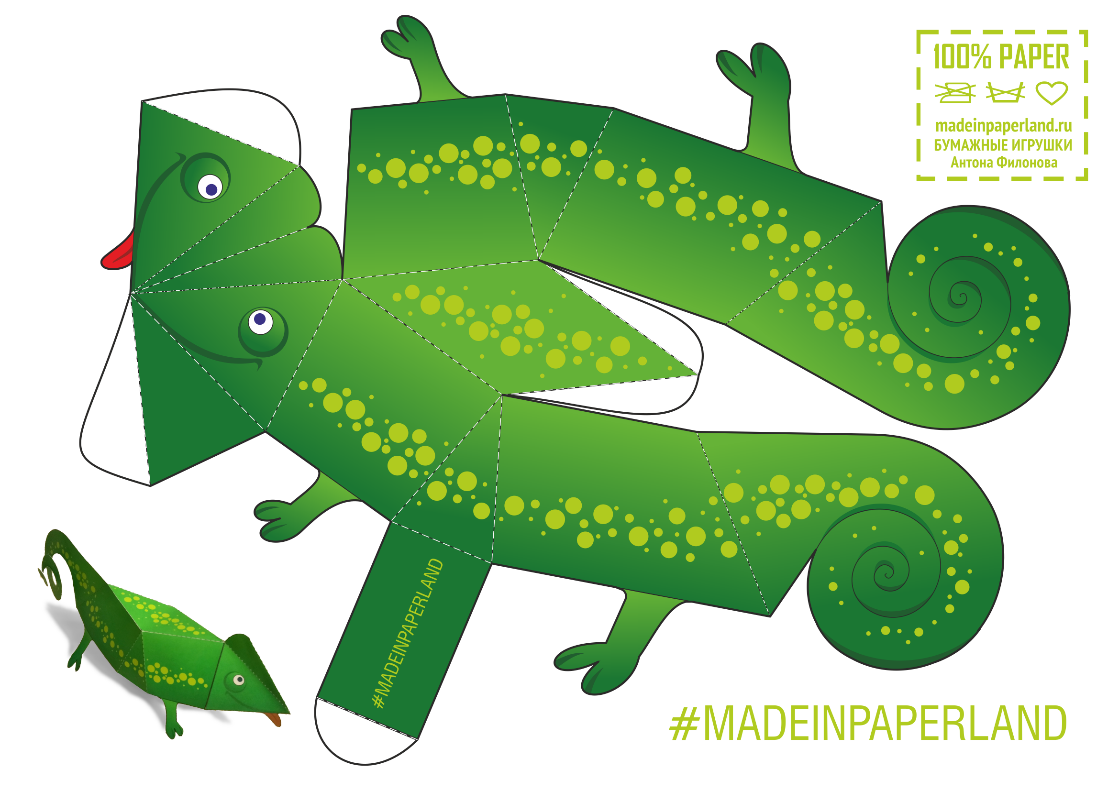 100% PAPER
madeinpaperland.ru
БУМАЖНЫЕ ИГРУШКИ
Антона Филонова
#MADEINPAPERLAND
#MADEINPAPERLAND